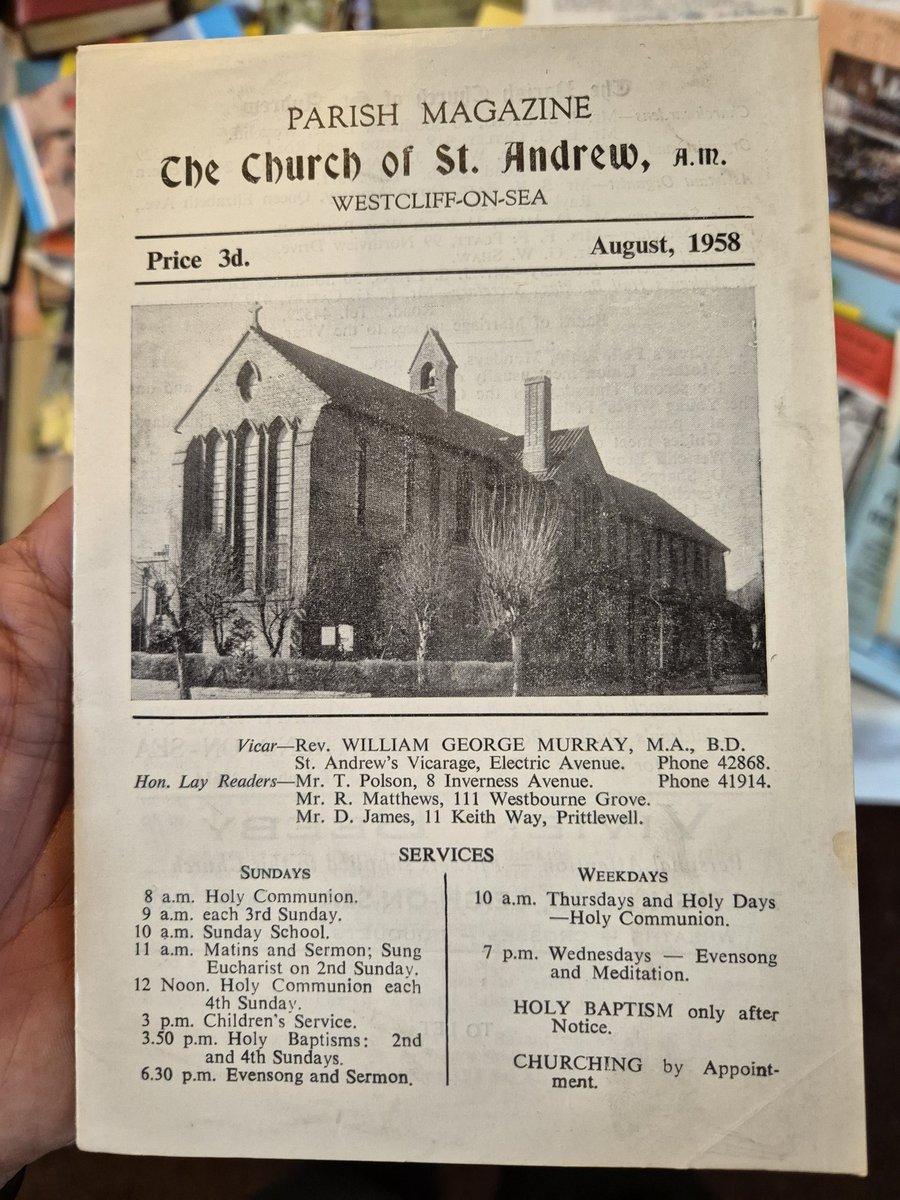 PARISH MAGAZINE
The Church of St. Andrew, A.M.
WESTCLIFF-ON-SEA
Price 3d.
August, 1958
Vicar—Rev. WILLIAM GEORGE MURRAY, M.A., B.D.
St. Andrew's Vicarage, Electric Avenue. Phone 42868.
Hon. Lay Readers—Mr. T. Polson, 8 Inverness Avenue. Phone 41914.
Mr. R. Matthews, 111 Westbourne Grove.
Mr. D. James, 11 Keith Way, Prittlewell.
SERVICES
SUNDAYS
8 a.m. Holy Communion.
9 a.m. each 3rd Sunday.
10 a.m. Sunday School.
11 a.m. Matins and Sermon; Sung
Eucharist on 2nd Sunday.
12 Noon. Holy Communion each
4th Sunday.
3 p.m. Children's Service.
3.50 p.m. Holy Baptisms: 2nd
and 4th Sundays.
6.30 p.m. Evensong and Sermon.
WEEKDAYS
10 a.m. Thursdays and Holy Days
—Holy Communion.
7 p.m. Wednesdays — Evensong
and Meditation.
HOLY BAPTISM only after
Notice.
CHURCHING by Appoint-
ment.